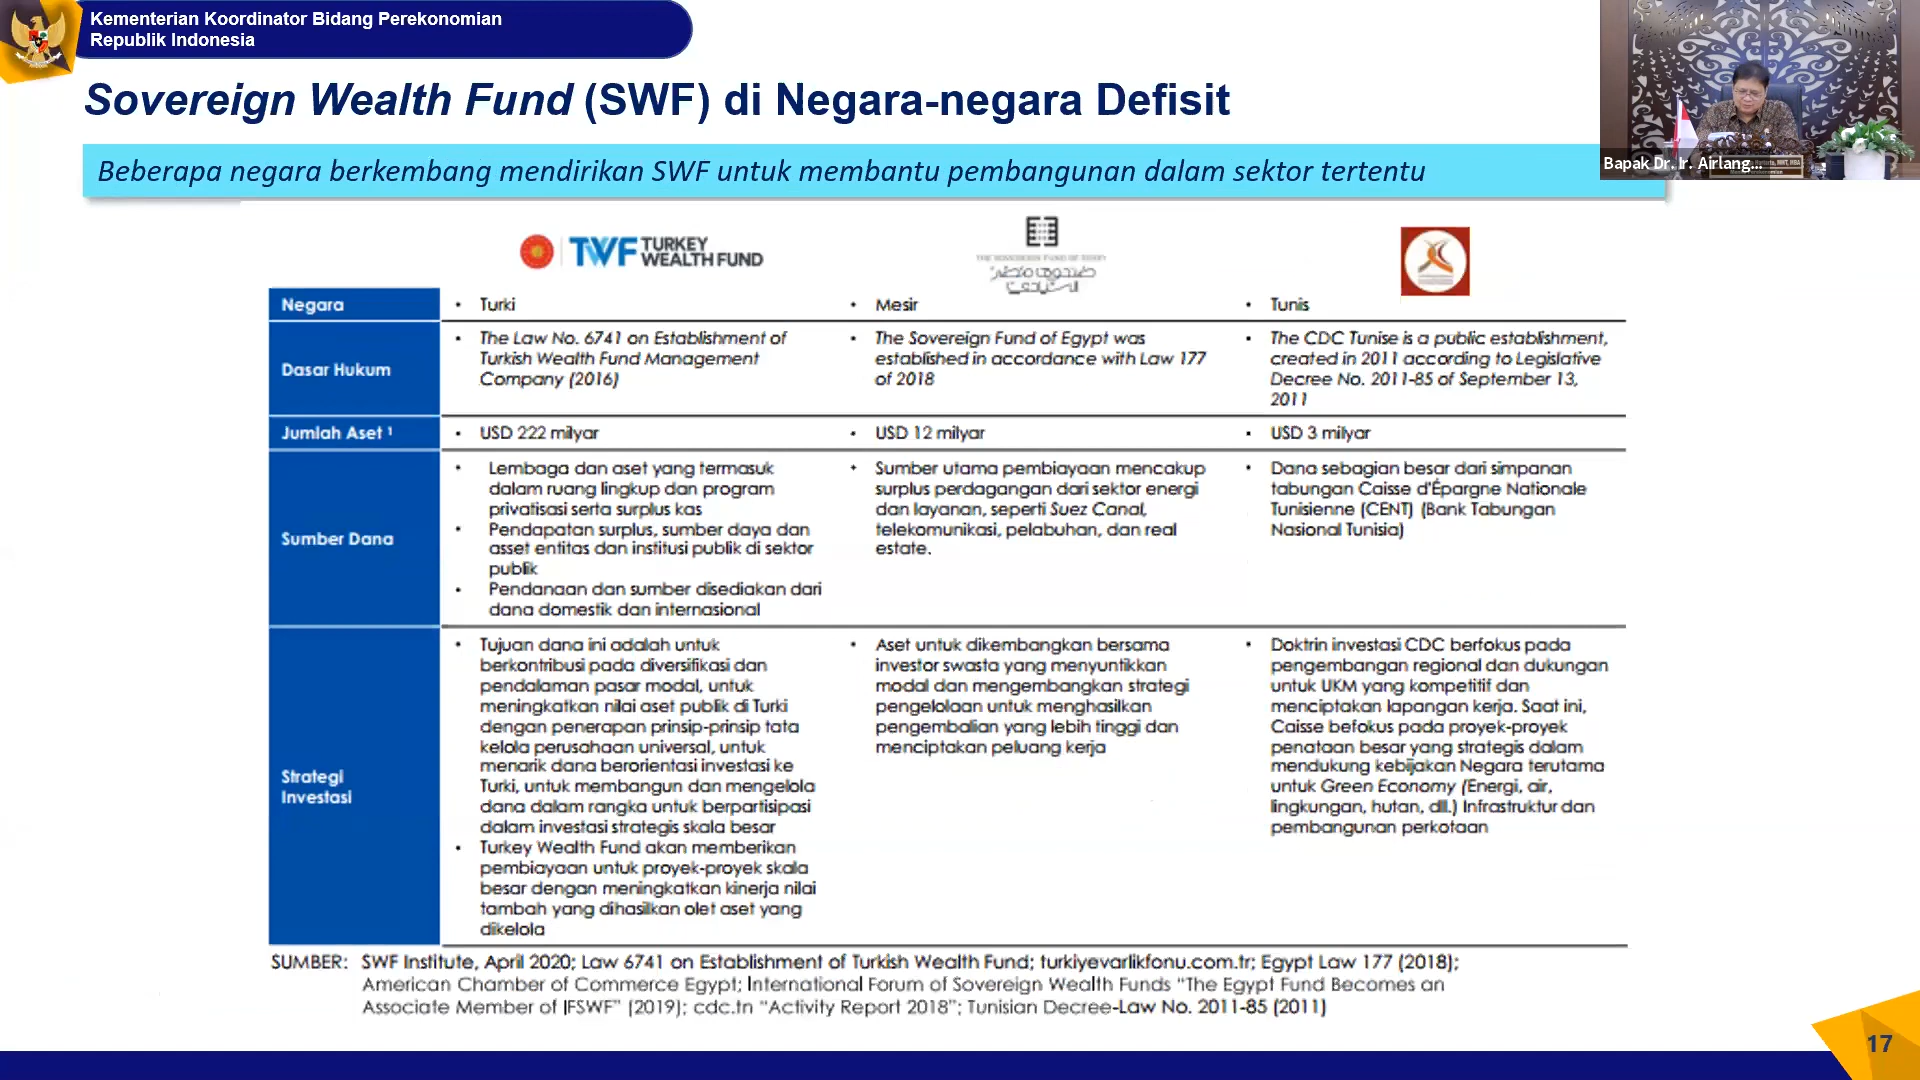 Kementerian Koordinator Bidang Perekonomian
Republik Indonesia
Sovereign Wealth Fund (SWF) di Negara-negara Defisit
Beberapa negara berkembang mendirikan SWF untuk membantu pembangunan dalam sektor tertentu
Bapak Dr. Ir. Airlang...
TWF TURKEY
WEALTH FUND
صندوق مصر
السيادي
Negara
• Turki
• Mesir
• Tunis
Dasar Hukum
• The Law No. 6741 on Establishment of
Turkish Wealth Fund Management
Company (2016)
• The Sovereign Fund of Egypt was
established in accordance with Law 177
of 2018
• The CDC Tunise is a public establishment,
created in 2011 according to Legislative
Decree No. 2011-85 of September 13,
2011
Jumlah Aset ¹
• USD 222 milyar
• USD 12 milyar
• USD 3 milyar
Sumber Dana
• Lembaga dan aset yang termasuk
dalam ruang lingkup dan program
privatisasi serta surplus kas
• Pendapatan surplus, sumber daya dan
asset entitas dan institusi publik di sektor
publik
• Pendanaan dan sumber disediakan dari
dana domestik dan internasional
• Sumber utama pembiayaan mencakup
surplus perdagangan dari sektor energi
dan layanan, seperti Suez Canal,
telekomunikasi, pelabuhan, dan real
estate.
• Dana sebagian besar dari simpanan
tabungan Caisse d'Épargne Nationale
Tunisienne (CENT) (Bank Tabungan
Nasional Tunisia)
Strategi
Investasi
• Tujuan dana ini adalah untuk
berkontribusi pada diversifikasi dan
pendalaman pasar modal, untuk
meningkatkan nilai aset publik di Turki
dengan penerapan prinsip-prinsip tata
kelola perusahaan universal, untuk
menarik dana berorientasi investasi ke
Turki, untuk membangun dan mengelola
dana dalam rangka untuk berpartisipasi
dalam investasi strategis skala besar
• Turkey Wealth Fund akan memberikan
pembiayaan untuk proyek-proyek skala
besar dengan meningkatkan kinerja nilai
tambah yang dihasilkan olet aset yang
dikelola
• Aset untuk dikembangkan bersama
investor swasta yang menyuntikkan
modal dan mengembangkan strategi
pengelolaan untuk menghasilkan
pengembalian yang lebih tinggi dan
menciptakan peluang kerja
• Doktrin investasi CDC berfokus pada
pengembangan regional dan dukungan
untuk UKM yang kompetitif dan
menciptakan lapangan kerja. Saat ini,
Caisse befokus pada proyek-proyek
penataan besar yang strategis dalam
mendukung kebijakan Negara terutama
untuk Green Economy (Energi, air,
lingkungan, hutan, dll.) Infrastruktur dan
pembangunan perkotaan
SUMBER: SWF Institute, April 2020; Law 6741 on Establishment of Turkish Wealth Fund; turkiyevarlikfonu.com.tr; Egypt Law 177 (2018);
American Chamber of Commerce Egypt; International Forum of Sovereign Wealth Funds “The Egypt Fund Becomes an
Associate Member of IFSWF” (2019); cdc.tn “Activity Report 2018”; Tunisian Decree-Law No. 2011-85 (2011)
17